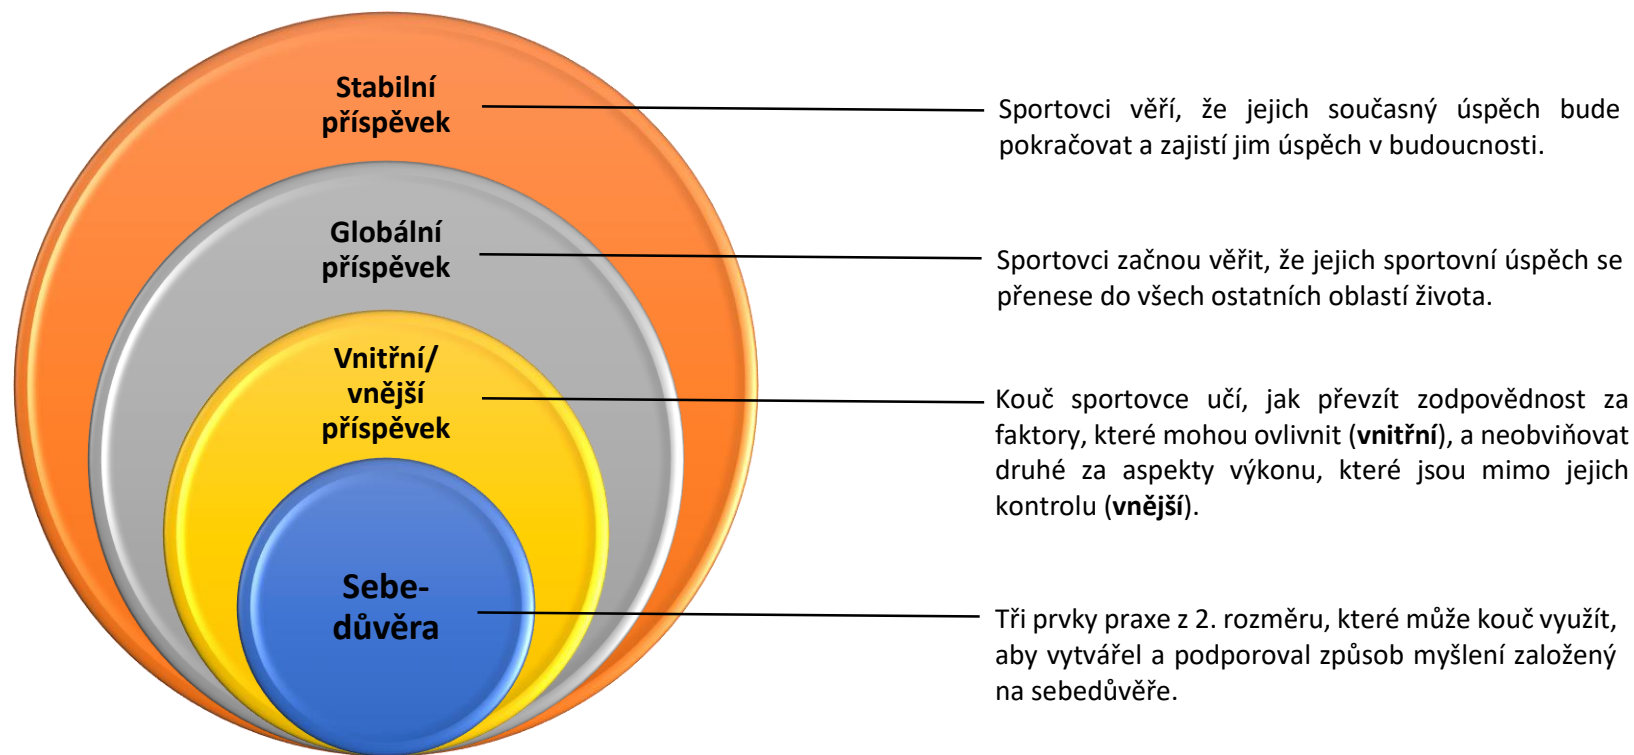 Stabilní
příspěvek
Sportovci věří, že jejich současný úspěch bude
pokračovat a zajistí jim úspěch v budoucnosti.
Globální
příspěvek
Sportovci začnou věřit, že jejich sportovní úspěch se
přenese do všech ostatních oblastí života.
Vnitřní/
vnější
příspěvek
Kouč sportovce učí, jak převzít zodpovědnost za
faktory, které mohou ovlivnit (vnitřní), a neobviňovat
druhé za aspekty výkonu, které jsou mimo jejich
kontrolu (vnější).
Sebe-
důvěra
Tři prvky praxe z 2. rozměru, které může kouč využít,
aby vytvářel a podporoval způsob myšlení založený
na sebedůvěře.